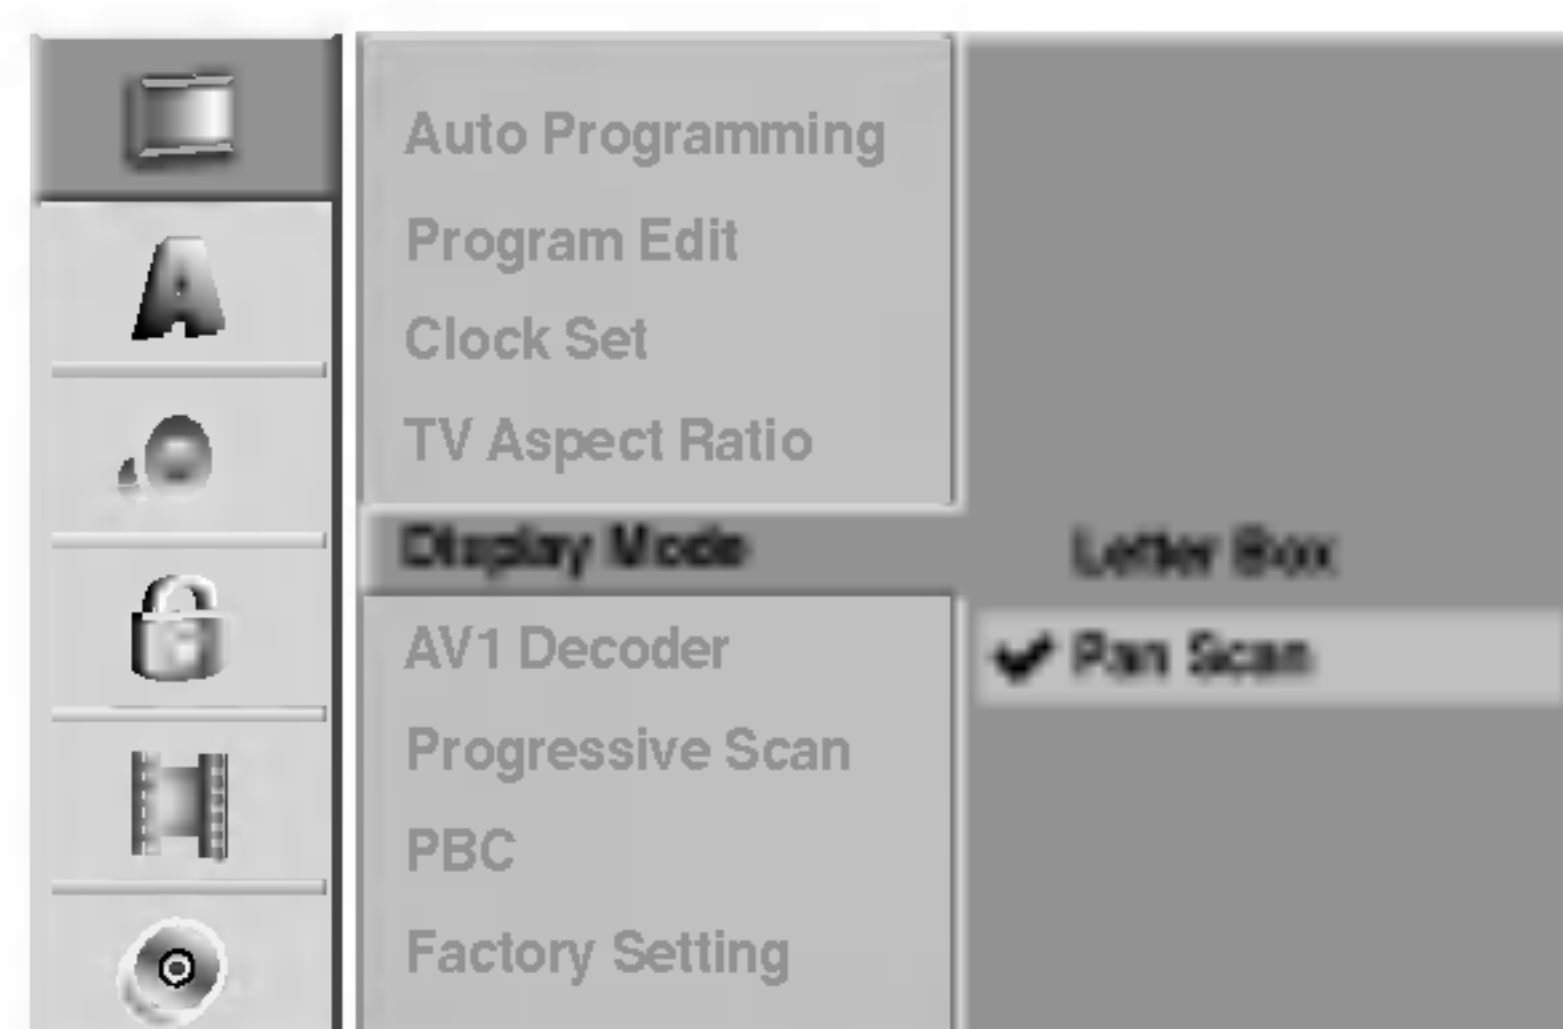 Auto Programming
Program Edit
Clock Set
TV Aspect Ratio
Display Mode
Letter Box
AV1 Decoder
✔ Pan Scan
Progressive Scan
PBC
Factory Setting